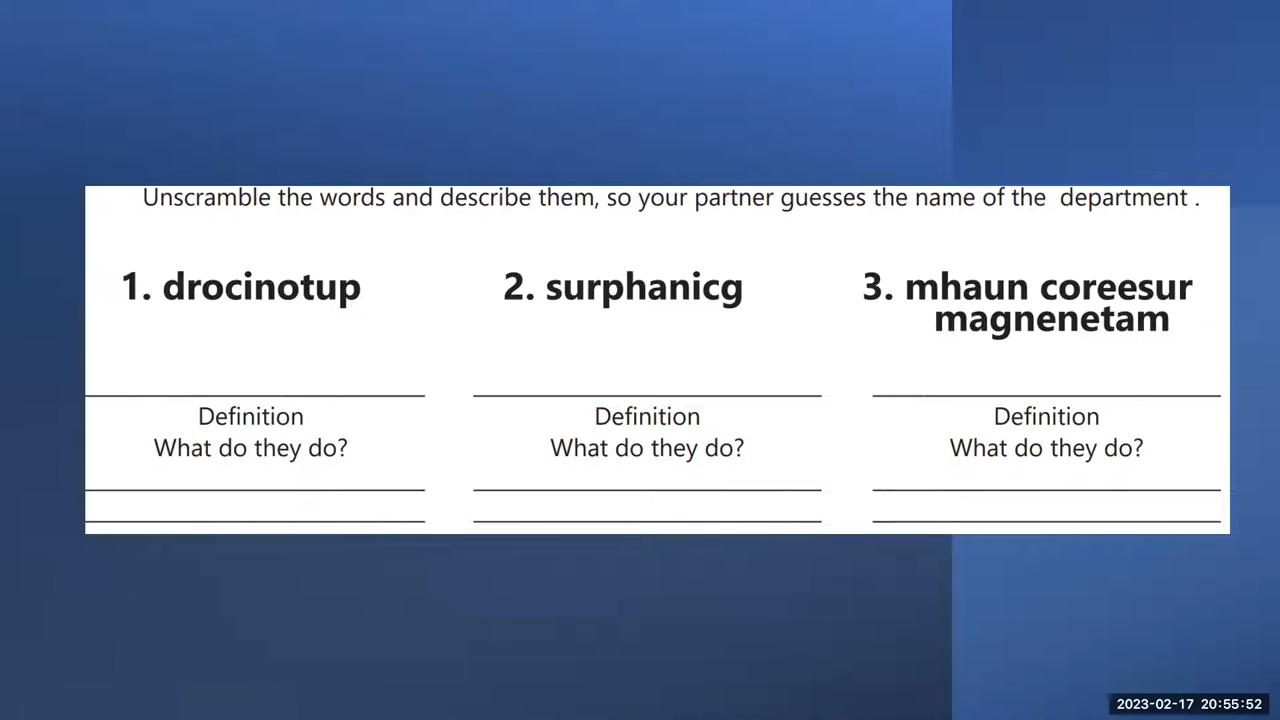 Unscramble the words and describe them, so your partner guesses the name of the department .
1. drocinotup
2. surphanicg
3. mhaun coreesur
magnenetam
Definition
What do they do?
Definition
What do they do?
Definition
What do they do?
2023-02-17 20:55:52